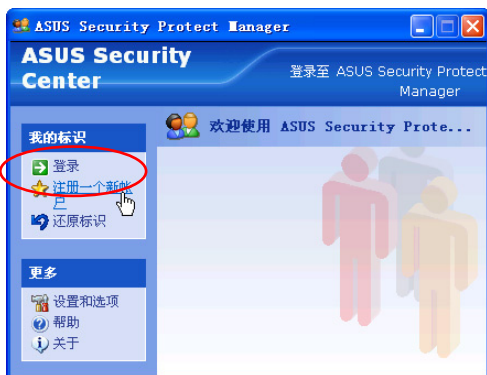 ASUS Security Protect Manager
ASUS Security
Center
登录至 ASUS Security Protect
Manager
我的标识
登录
注册一个新帐
户
还原标识
更多
设置和选项
帮助
关于
欢迎使用 ASUS Security Prote...